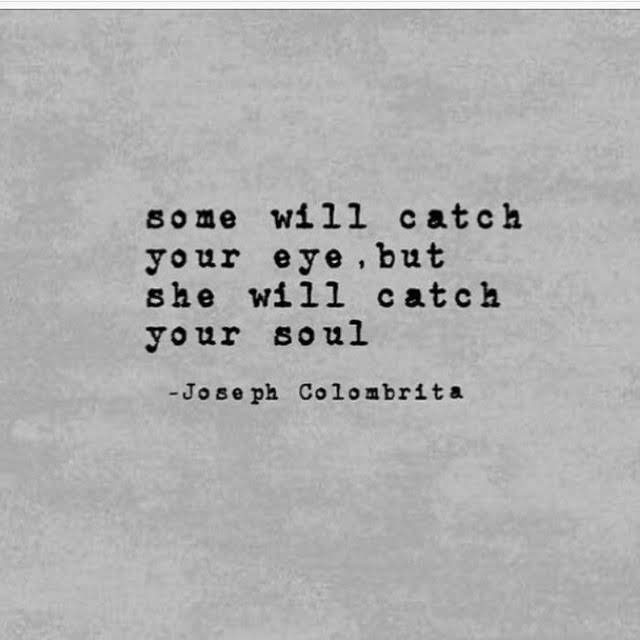 some will catch
your eye, but
she will catch
your soul
-Joseph Colombrita